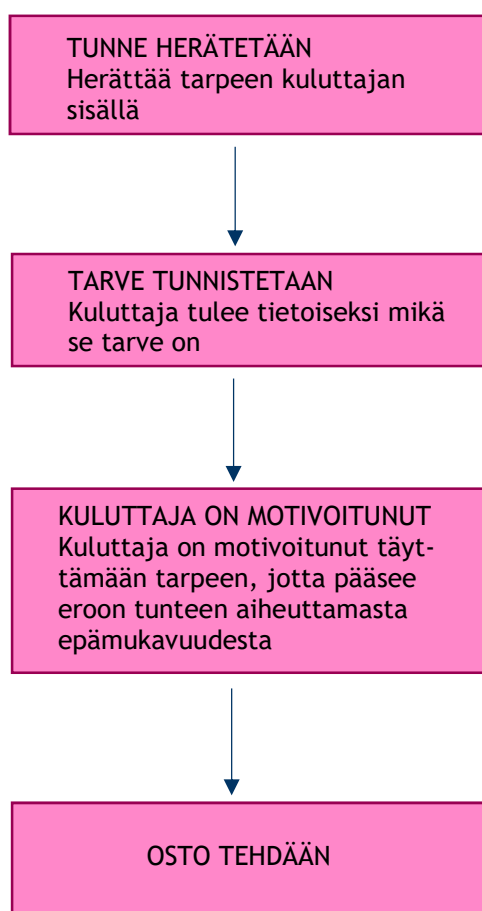 TUNNE HERÄTETÄÄN
Herättää tarpeen kuluttajan
sisällä
TARVE TUNNISTETAAN
Kuluttaja tulee tietoiseksi mikä
se tarve on
KULUTTAJA ON MOTIVOITUNUT
Kuluttaja on motivoitunut täyt-
tämään tarpeen, jotta pääsee
eroon tunteen aiheuttamasta
epämukavuudesta
OSTO TEHDÄÄN